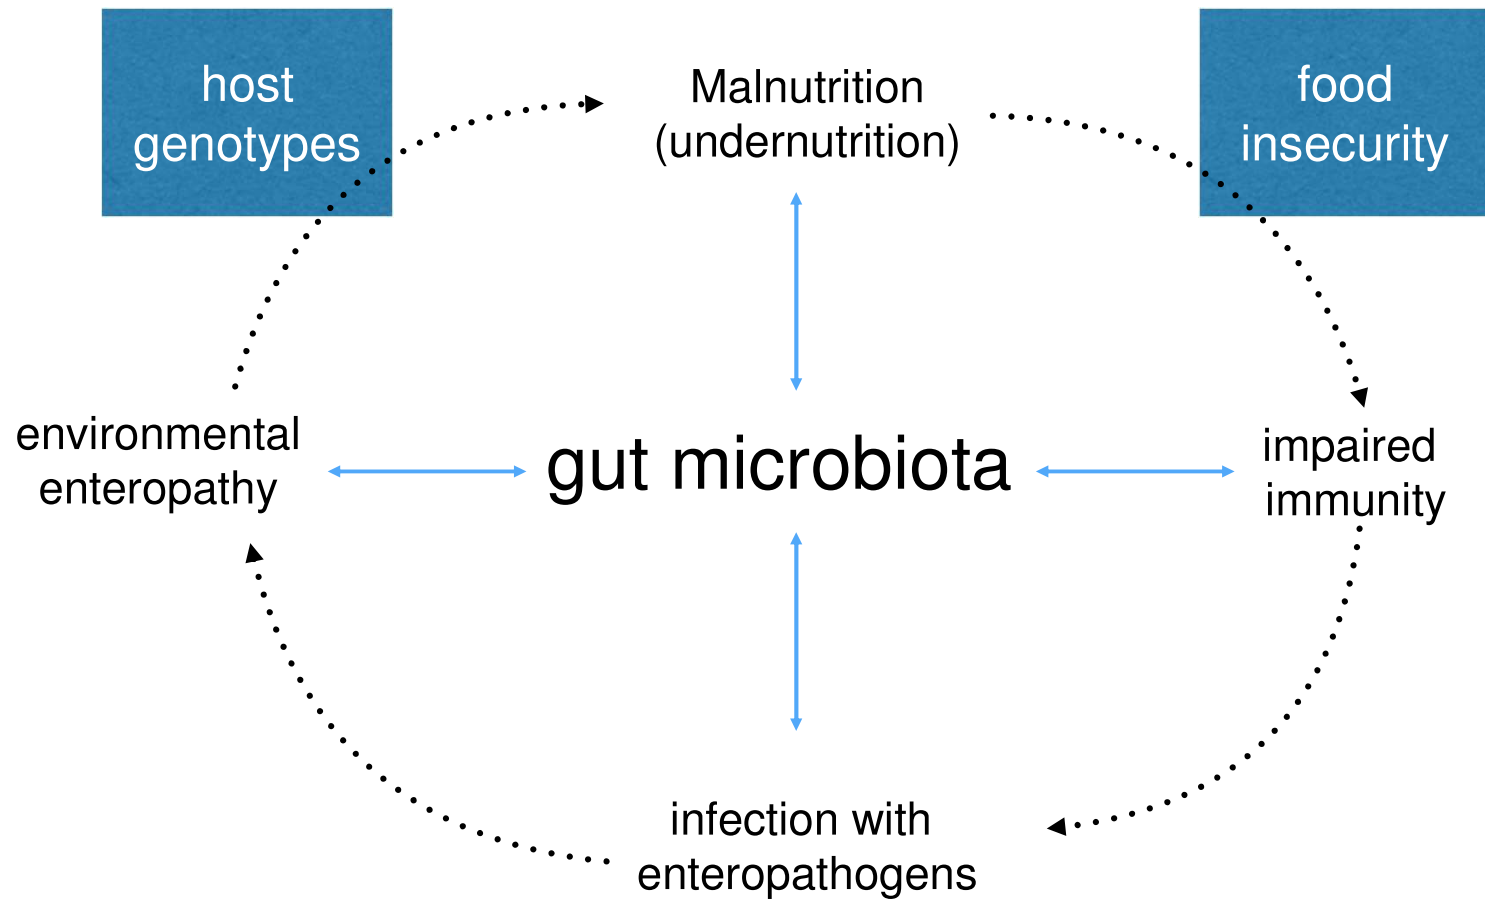 host
genotypes
Malnutrition
(undernutrition)
food
insecurity
environmental
enteropathy
gut microbiota
impaired
immunity
infection with
enteropathogens